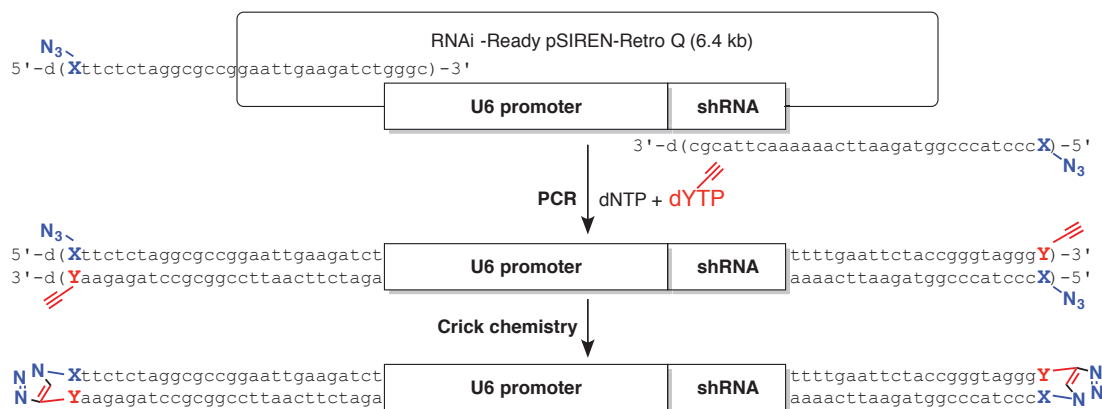 RNAi -Ready pSIREN-Retro Q (6.4 kb)
N3
5'-d(Xttctctaggcgccggaattgaagatctgggc)-3'
U6 promoter shRNA
3'-d(cgcattcaaaaaacttaagatggcccatcccX)-5'
N3
PCR dNTP + dYTP
N3
5'-d(Xttctctaggcgccggaattgaagatct U6 promoter shRNA ttttgaattctaccgggtagggY)-3'
3'-d(Yaagagatccgcggccttaacttctaga aaaacttaagatggcccatcccX)-5'
N3
Crick chemistry
N N N Xttctctaggcgccggaattgaagatct U6 promoter shRNA ttttgaattctaccgggtagggY N N N
Yaagagatccgcggccttaacttctaga aaaacttaagatggcccatcccX